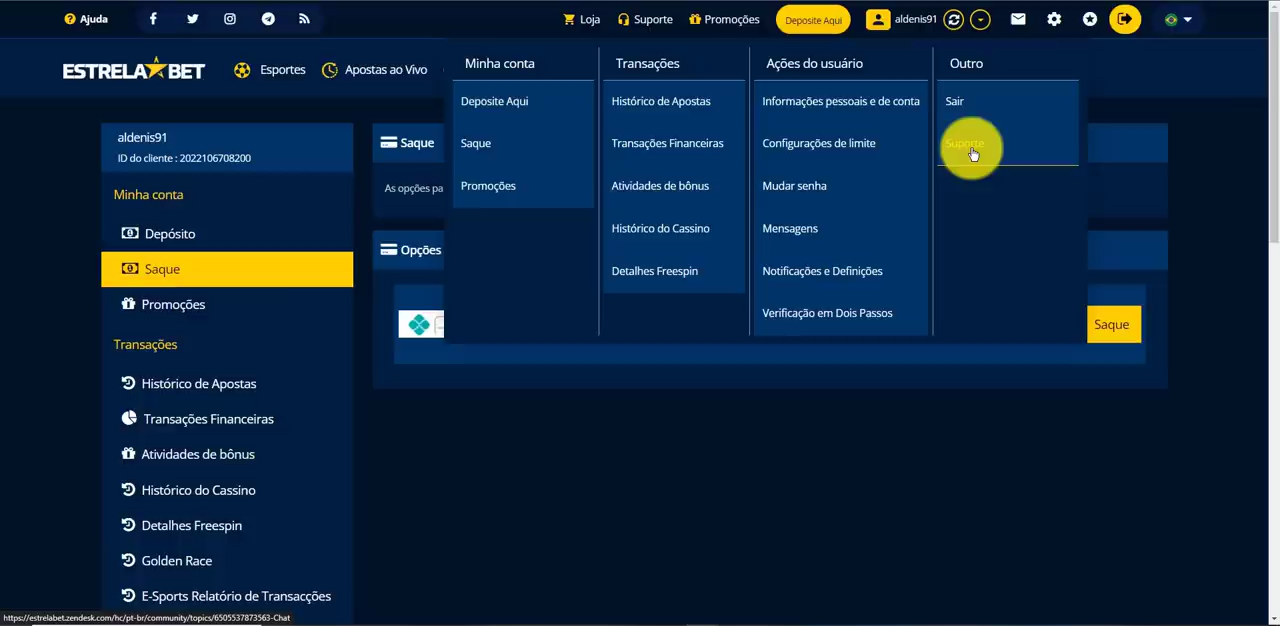 Ajuda
Loja
Suporte
Promoções
Deposite Aqui
aldenis91
ESTRELABET
Esportes
Apostas ao Vivo
Minha conta
Deposite Aqui
Saque
Promoções
Transações
Histórico de Apostas
Transações Financeiras
Atividades de bônus
Histórico do Cassino
Detalhes Freespin
Ações do usuário
Informações pessoais e de conta
Configurações de limite
Mudar senha
Mensagens
Notificações e Definições
Verificação em Dois Passos
Outro
Sair
Suporte
aldenis91
ID do cliente : 2022106708200
Minha conta
Depósito
Saque
Promoções
Transações
Histórico de Apostas
Transações Financeiras
Atividades de bônus
Histórico do Cassino
Detalhes Freespin
Golden Race
E-Sports Relatório de Transacções
Saque
As opções pa
Opções
Saque
https://estrelabet.zendesk.com/hc/pt-br/community/topics/6505537873563-Chat